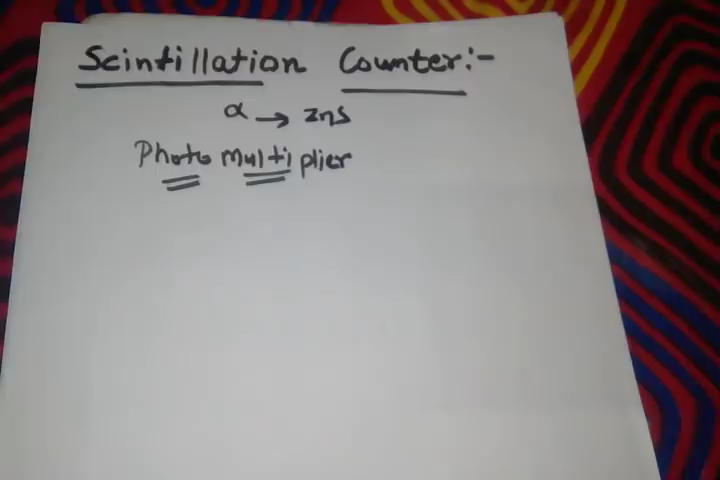 Scintillation Counter:-
α → ZnS
Photo multiplier